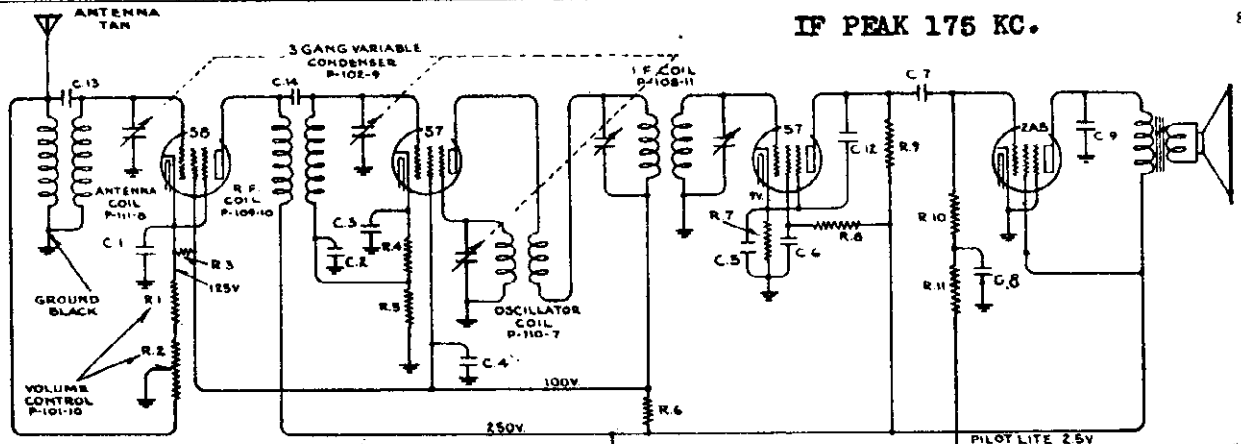 ANTENNA
TAN
IF PEAK 175 KC.
3 GANG VARIABLE
CONDENSER
P-102-9
I F COIL
P-108-11
C.13
C.14
C.7
58
57
57
2A5
C.12
R.9
C.9
ANTENNA
COIL
P-111-8
R.F.
COIL
P-109-10
9V.
R.7
R.10
C.1
C.3
R.4
C.2
R.8
C.5
C.6
R.3
125V
GROUND
BLACK
R1
R.5
OSCILLATOR
COIL
P-110-7
R.11
C.8
R.2
C.4
VOLUME
CONTROL
P-101-10
100V.
R.6
250V.
PILOT LITE 2.5V